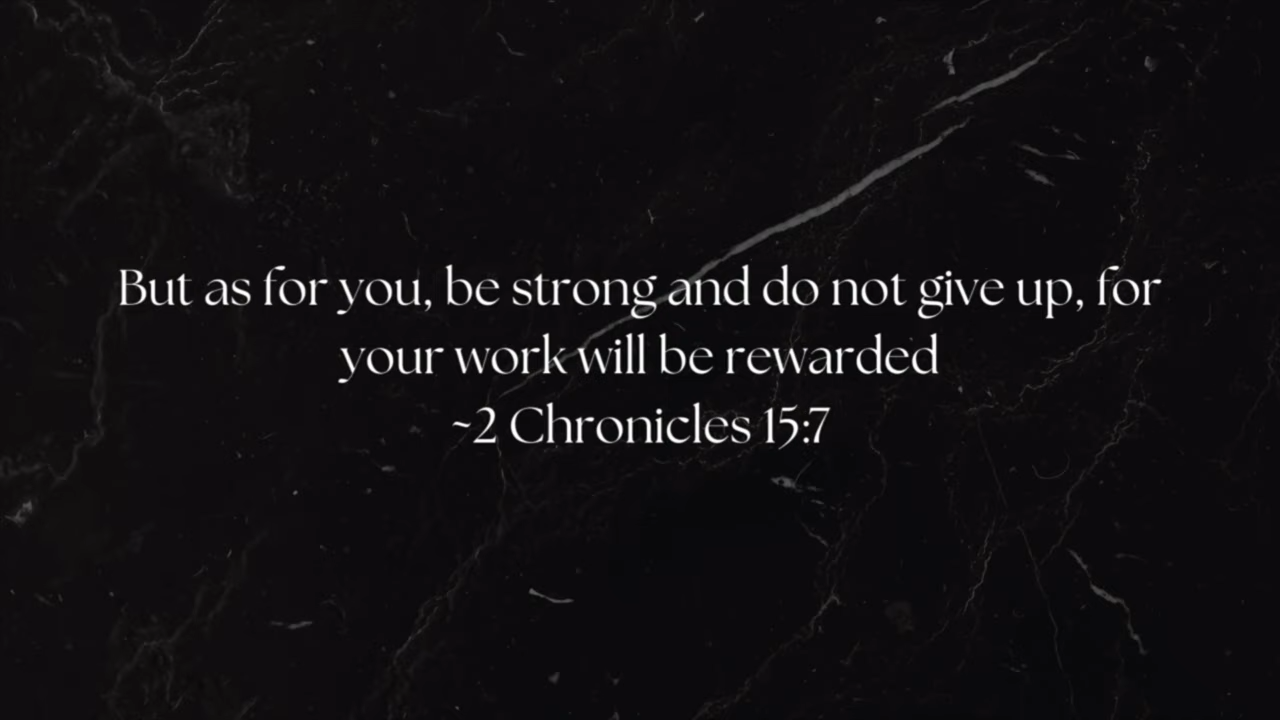 But as for you, be strong and do not give up, for
your work will be rewarded
~2 Chronicles 15:7